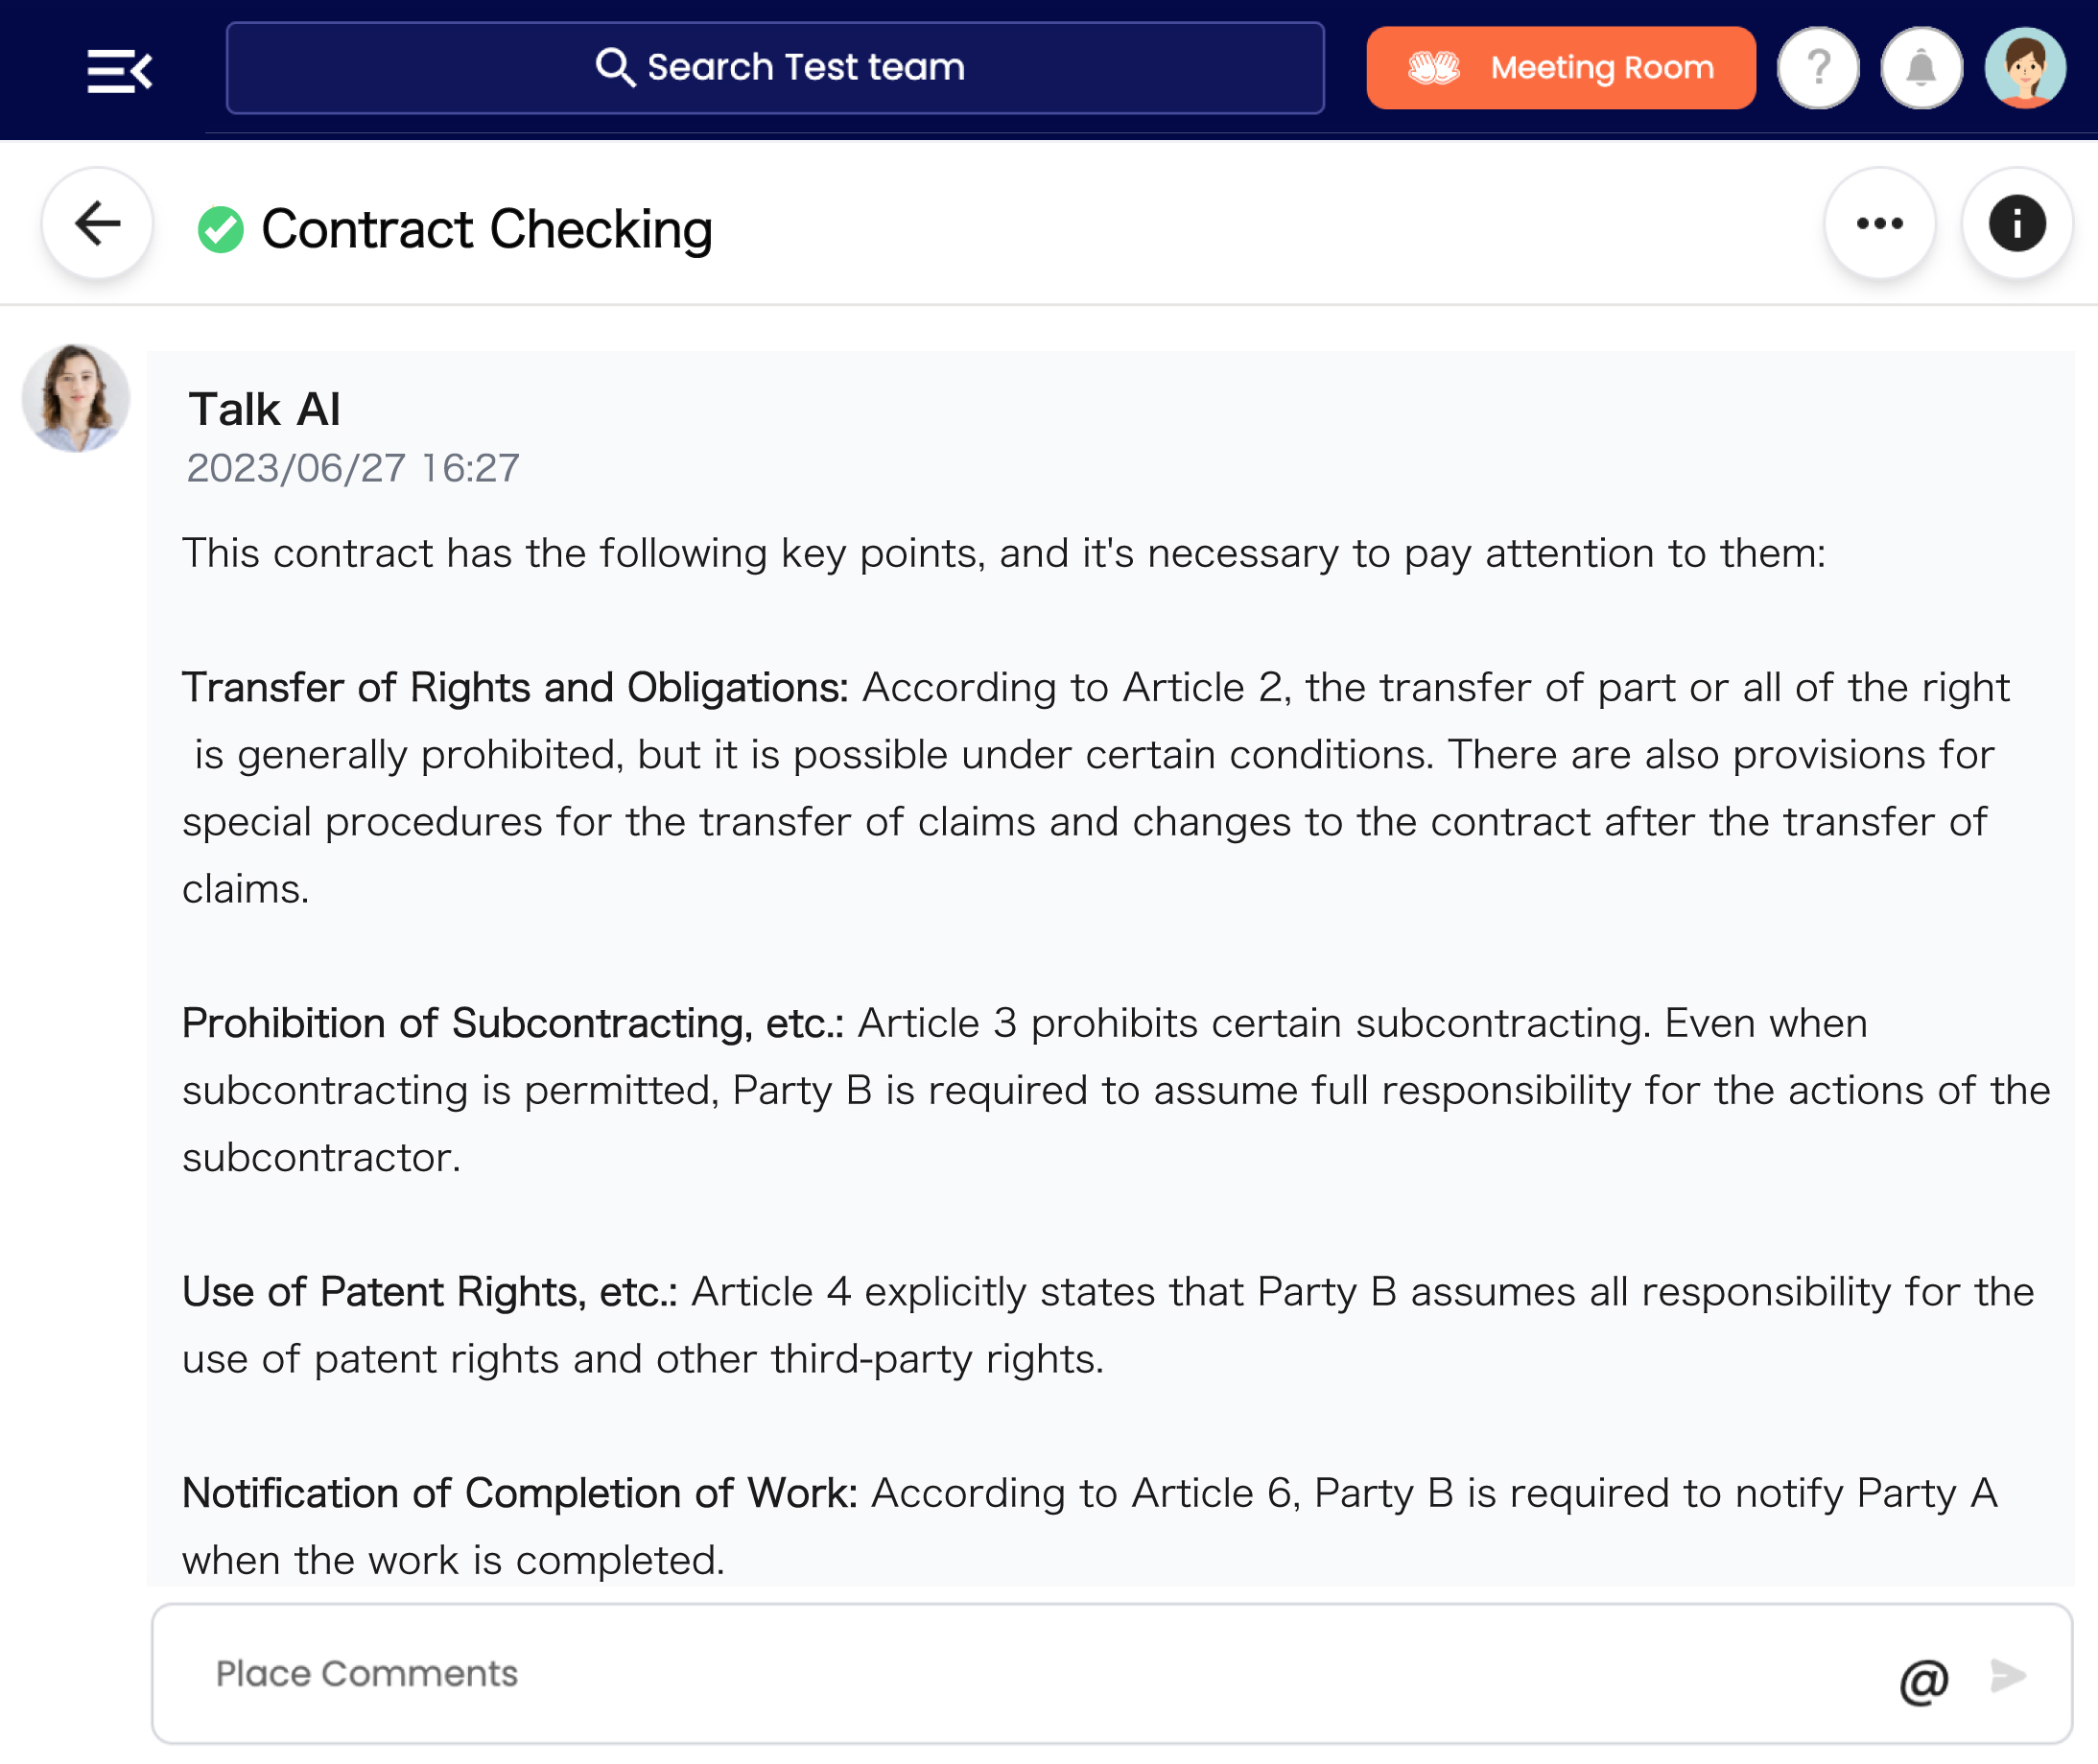 Search Test team
Meeting Room
?
Contract Checking
Talk AI
2023/06/27 16:27
This contract has the following key points, and it's necessary to pay attention to them:
Transfer of Rights and Obligations: According to Article 2, the transfer of part or all of the right
is generally prohibited, but it is possible under certain conditions. There are also provisions for
special procedures for the transfer of claims and changes to the contract after the transfer of
claims.
Prohibition of Subcontracting, etc.: Article 3 prohibits certain subcontracting. Even when
subcontracting is permitted, Party B is required to assume full responsibility for the actions of the
subcontractor.
Use of Patent Rights, etc.: Article 4 explicitly states that Party B assumes all responsibility for the
use of patent rights and other third-party rights.
Notification of Completion of Work: According to Article 6, Party B is required to notify Party A
when the work is completed.
Place Comments
@